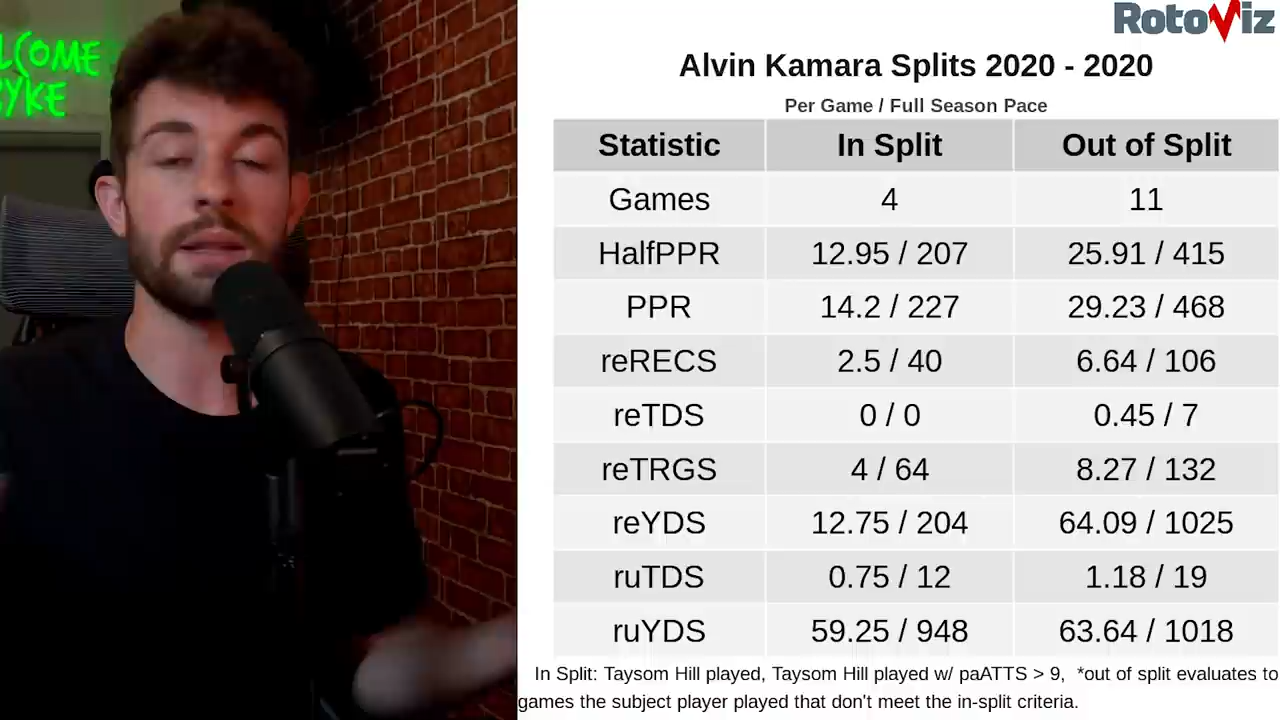 LCOME
YKE
RotoViz
Alvin Kamara Splits 2020 - 2020
Per Game / Full Season Pace
Statistic In Split Out of Split
Games 4 11
HalfPPR 12.95 / 207 25.91 / 415
PPR 14.2 / 227 29.23 / 468
reRECS 2.5 / 40 6.64 / 106
reTDS 0 / 0 0.45 / 7
reTRGS 4 / 64 8.27 / 132
reYDS 12.75 / 204 64.09 / 1025
ruTDS 0.75 / 12 1.18 / 19
ruYDS 59.25 / 948 63.64 / 1018
In Split: Taysom Hill played, Taysom Hill played w/ paATTS > 9, *out of split evaluates to
games the subject player played that don't meet the in-split criteria.